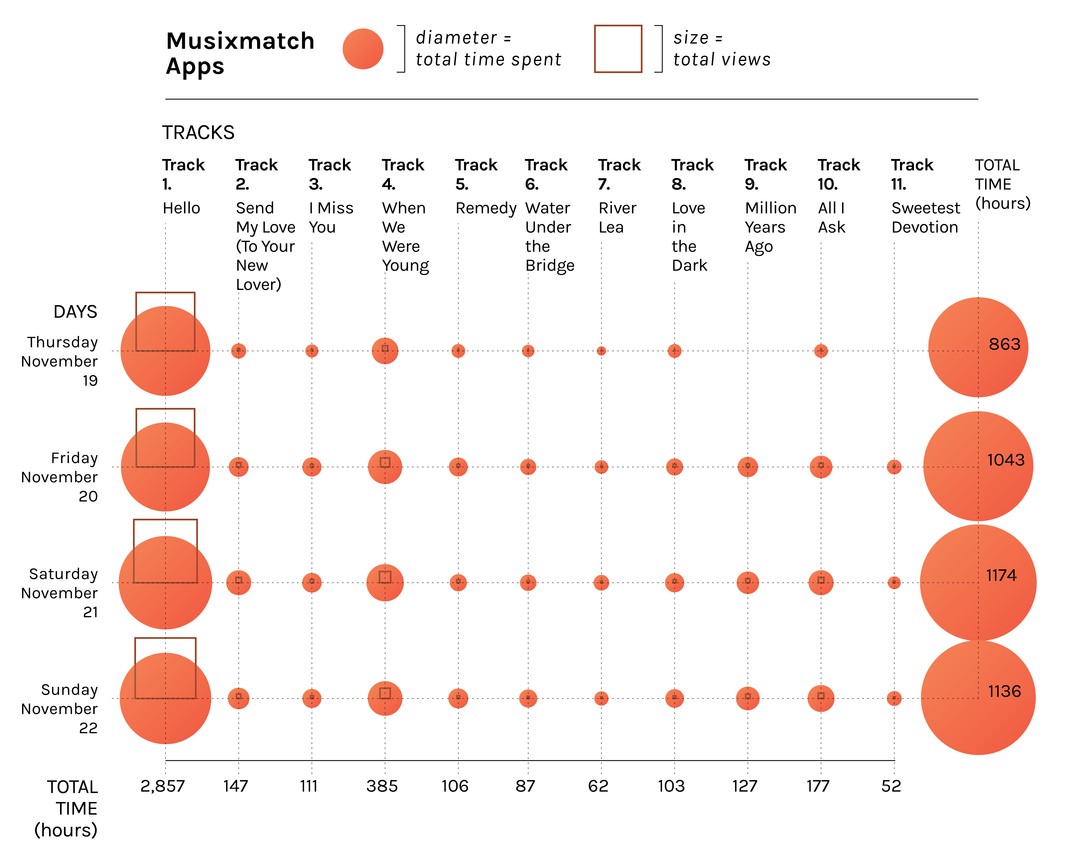 Musixmatch
Apps
diameter =
total time spent
size =
total views
TRACKS
Track
1.
Hello
Track
2.
Send
My Love
(To Your
New
Lover)
Track
3.
I Miss
You
Track
4.
When
We
Were
Young
Track
5.
Remedy
Track
6.
Water
Under
the
Bridge
Track
7.
River
Lea
Track
8.
Love
in
the
Dark
Track
9.
Million
Years
Ago
Track
10.
All I
Ask
Track
11.
Sweetest
Devotion
TOTAL
TIME
(hours)
DAYS
Thursday
November
19
863
Friday
November
20
1043
Saturday
November
21
1174
Sunday
November
22
1136
TOTAL
TIME
(hours)
2,857 147 111 385 106 87 62 103 127 177 52